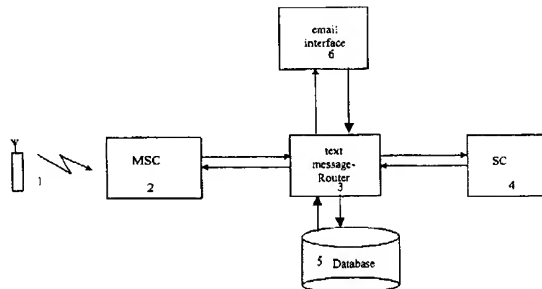 email
interface
6
text
message-
Router
3
MSC
2
SC
4
1
5 Database